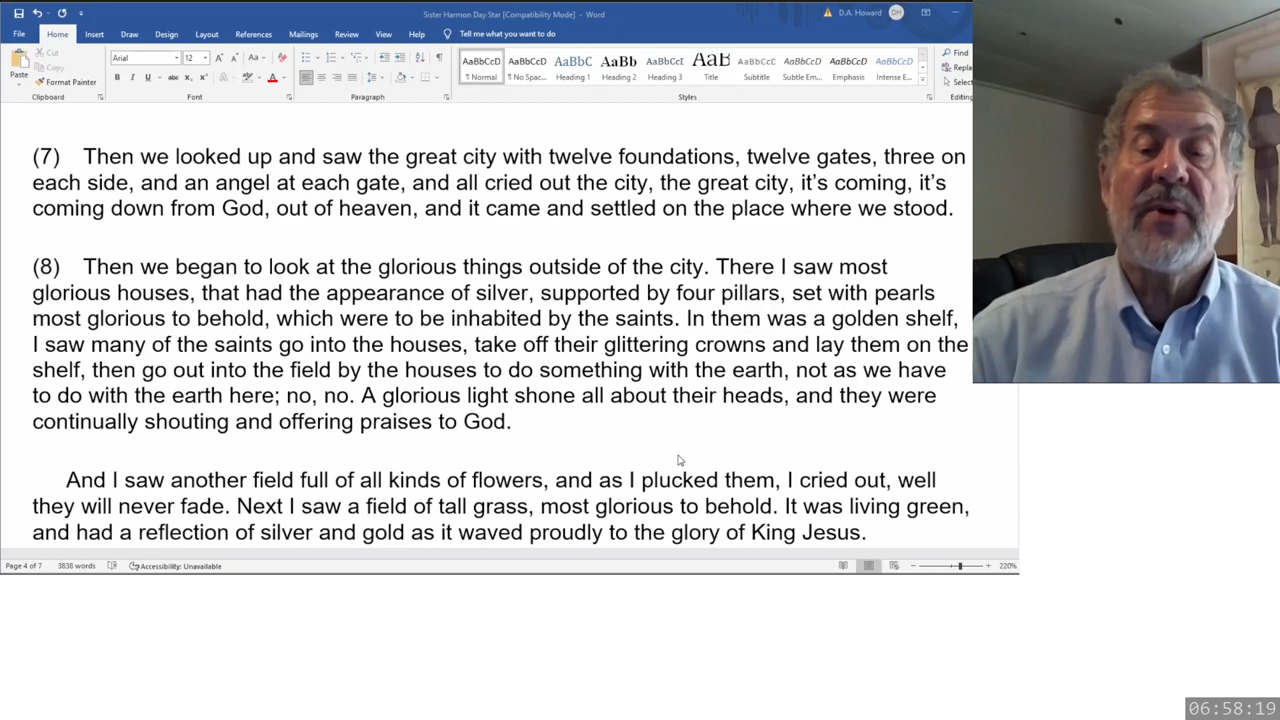 Sister Harmon Day Star [Compatibility Mode] - Word
D.A. Howard
DH
File Home Insert Draw Design Layout References Mailings Review View Help Tell me what you want to do
Paste
Cut
Copy
Format Painter
Clipboard
Arial 12
B I U abc x₂ x²
Font
Paragraph
AaBbCcD AaBbCcD AaBbC AaBb AaBbCcI AaB AaBbCcD AaBbCcD AaBbCcD AaBbCcD
¶ Normal ¶ No Spac... Heading 1 Heading 2 Heading 3 Title Subtitle Subtle Em... Emphasis Intense E...
Styles
Find
Repla
Select
Editing
(7) Then we looked up and saw the great city with twelve foundations, twelve gates, three on
each side, and an angel at each gate, and all cried out the city, the great city, it’s coming, it’s
coming down from God, out of heaven, and it came and settled on the place where we stood.
(8) Then we began to look at the glorious things outside of the city. There I saw most
glorious houses, that had the appearance of silver, supported by four pillars, set with pearls
most glorious to behold, which were to be inhabited by the saints. In them was a golden shelf,
I saw many of the saints go into the houses, take off their glittering crowns and lay them on the
shelf, then go out into the field by the houses to do something with the earth, not as we have
to do with the earth here; no, no. A glorious light shone all about their heads, and they were
continually shouting and offering praises to God.
And I saw another field full of all kinds of flowers, and as I plucked them, I cried out, well
they will never fade. Next I saw a field of tall grass, most glorious to behold. It was living green,
and had a reflection of silver and gold as it waved proudly to the glory of King Jesus.
Page 4 of 7 3838 words Accessibility: Unavailable 220%
06:58:19